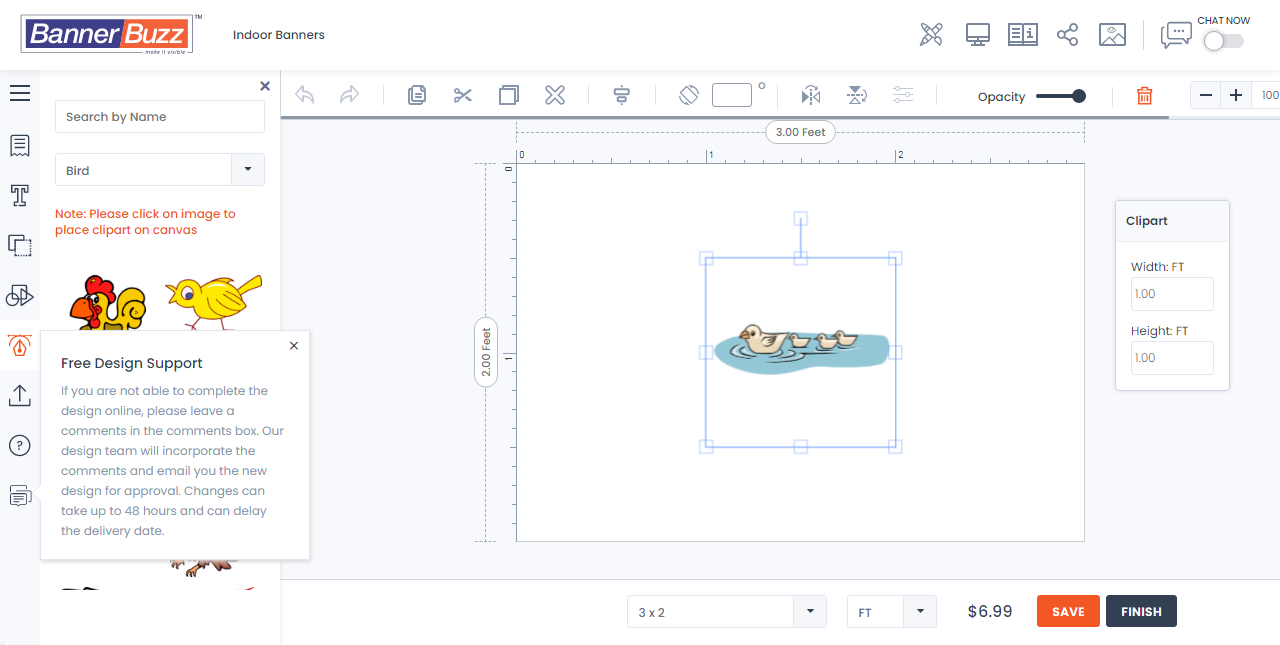 BannerBuzz
TM
make it visible
Indoor Banners
CHAT NOW
Search by Name
Bird
Note: Please click on image to
place clipart on canvas
Opacity
100
3.00 Feet
0
1
2
0
1
2.00 Feet
Clipart
Width: FT
1.00
Height: FT
1.00
Free Design Support
If you are not able to complete the
design online, please leave a
comments in the comments box. Our
design team will incorporate the
comments and email you the new
design for approval. Changes can
take up to 48 hours and can delay
the delivery date.
3 x 2
FT
$6.99
SAVE
FINISH